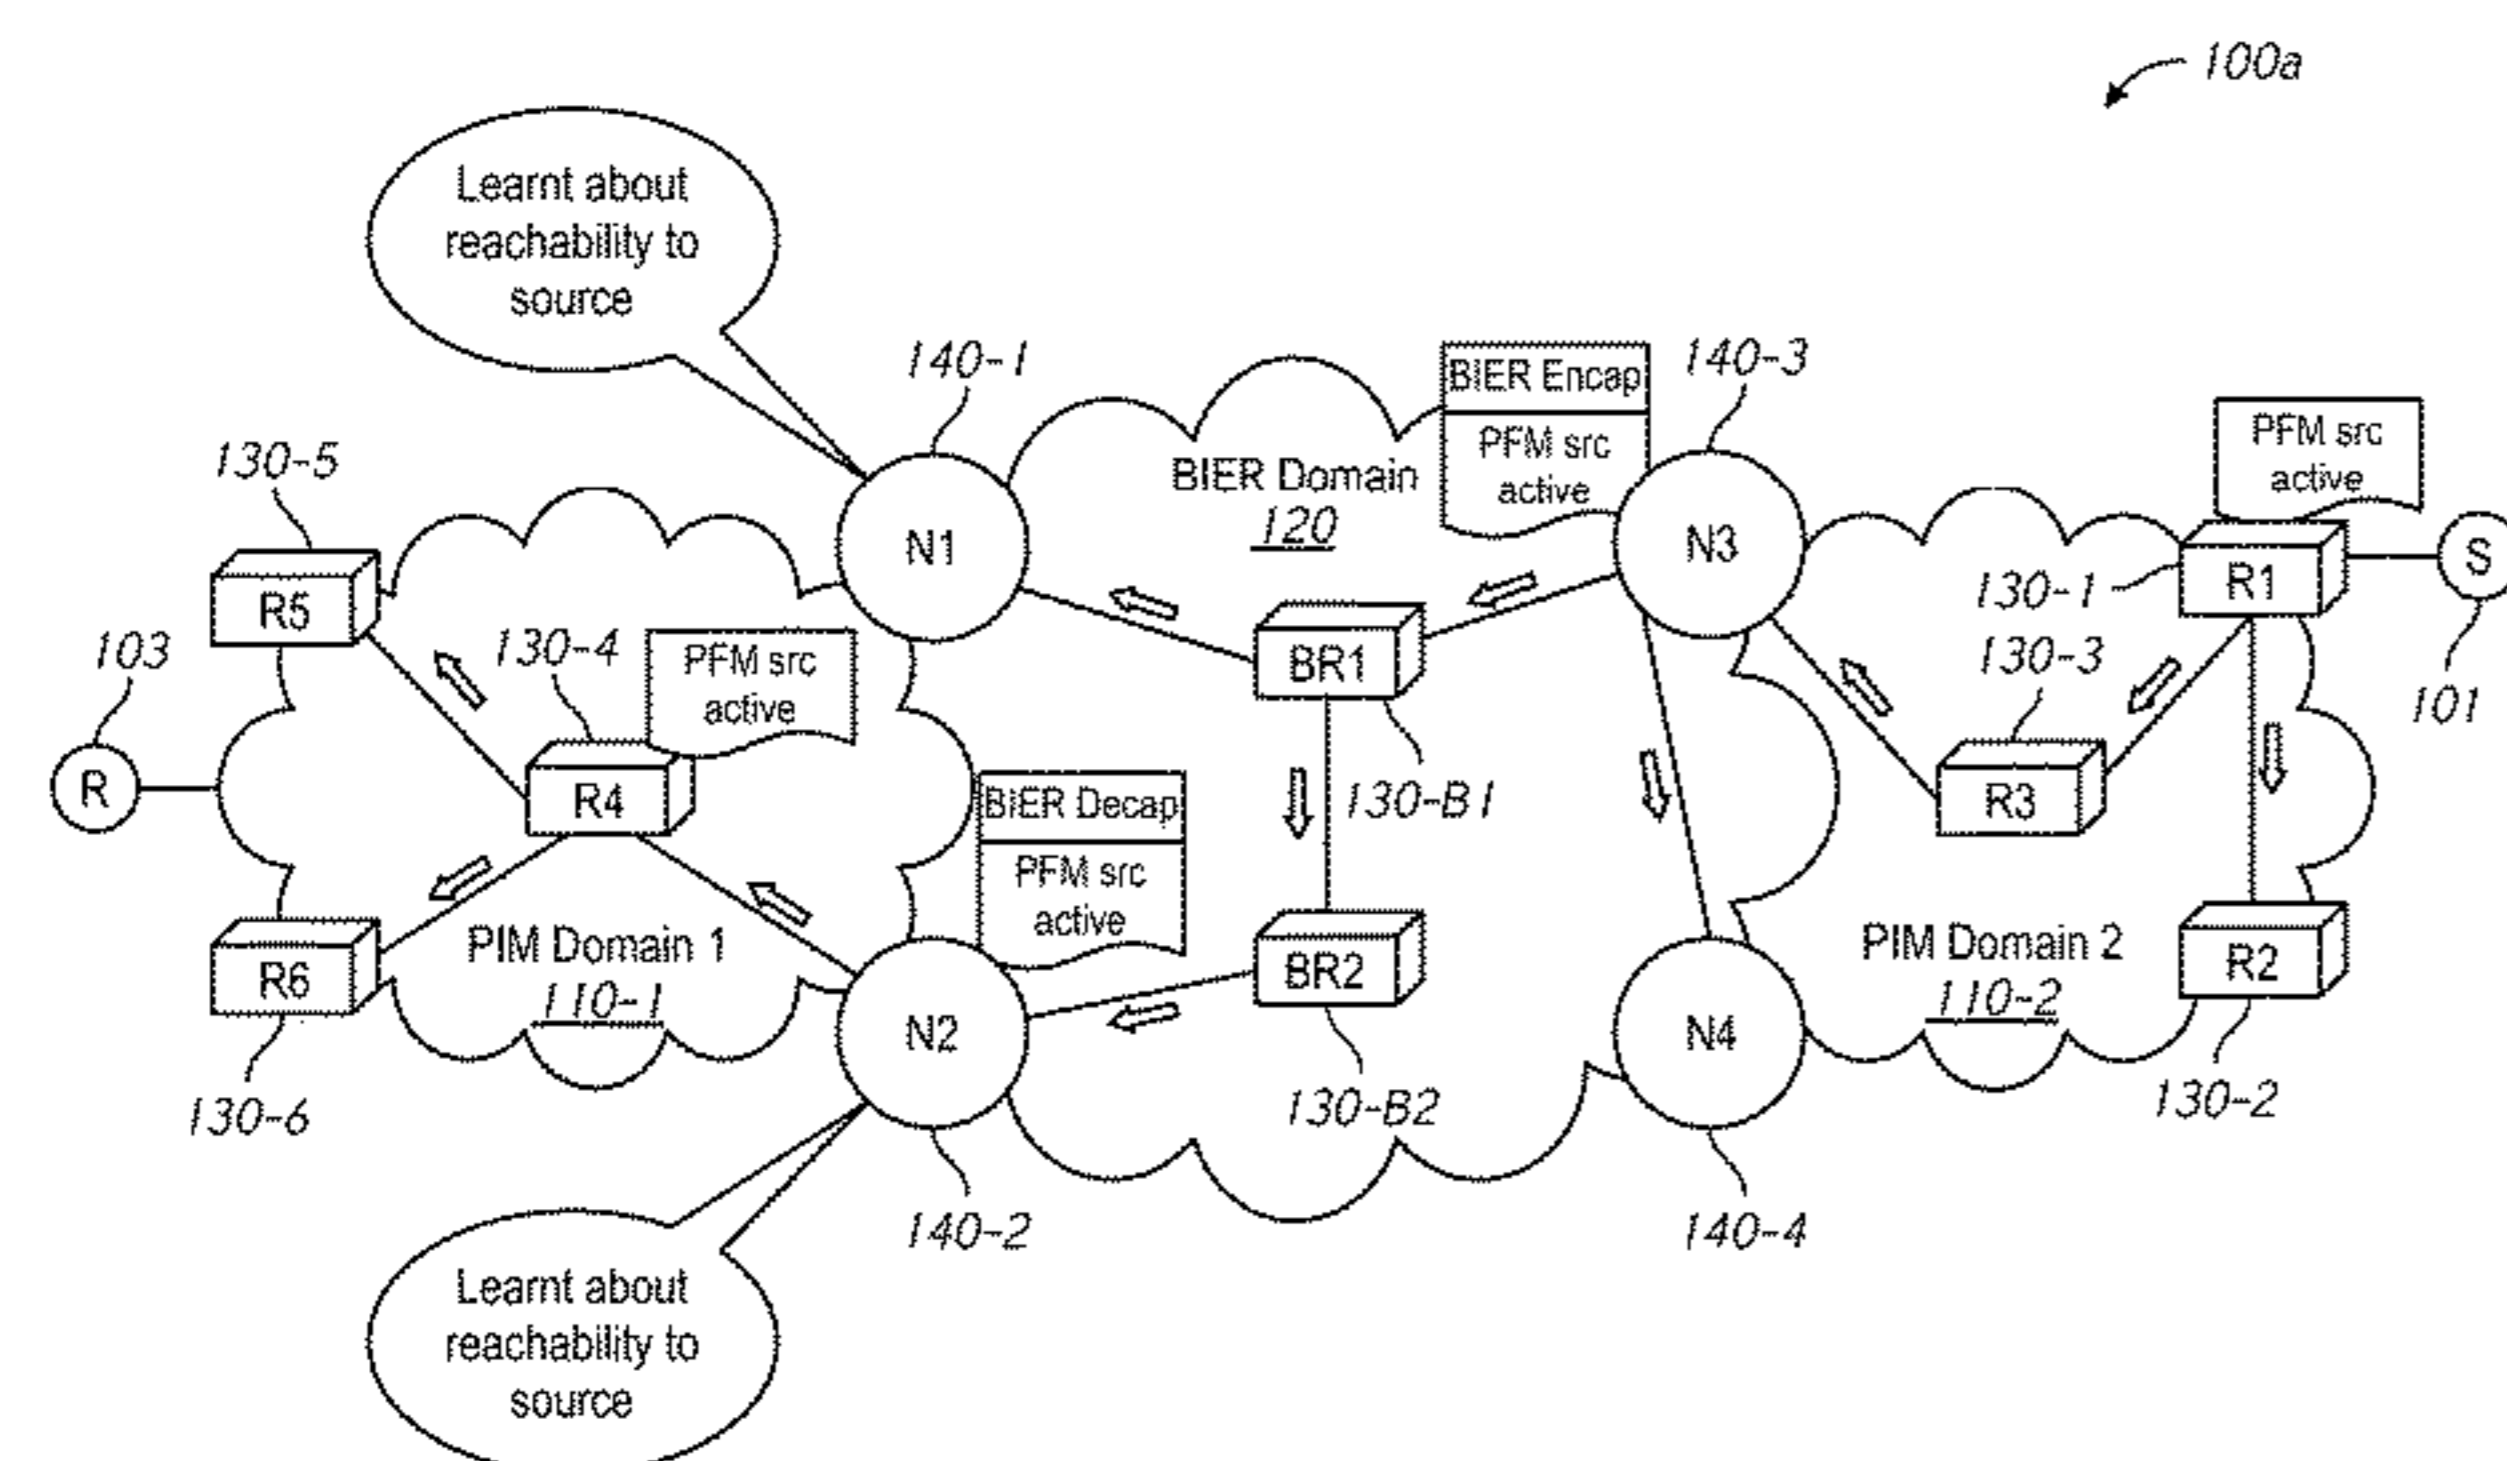 100a
Learnt about
reachability to
source
140-1
BIER Encap
PFM src
active
140-3
PFM src
active
130-5
BIER Domain
120
N1
N3
R1
S
130-1
R5
103
130-4
PFM src
active
BR1
130-3
101
R
R4
BIER Decap
PFM src
active
130-B1
R3
R6
PIM Domain 1
110-1
BR2
PIM Domain 2
110-2
R2
N2
N4
130-6
130-B2
130-2
140-2
140-4
Learnt about
reachability to
source